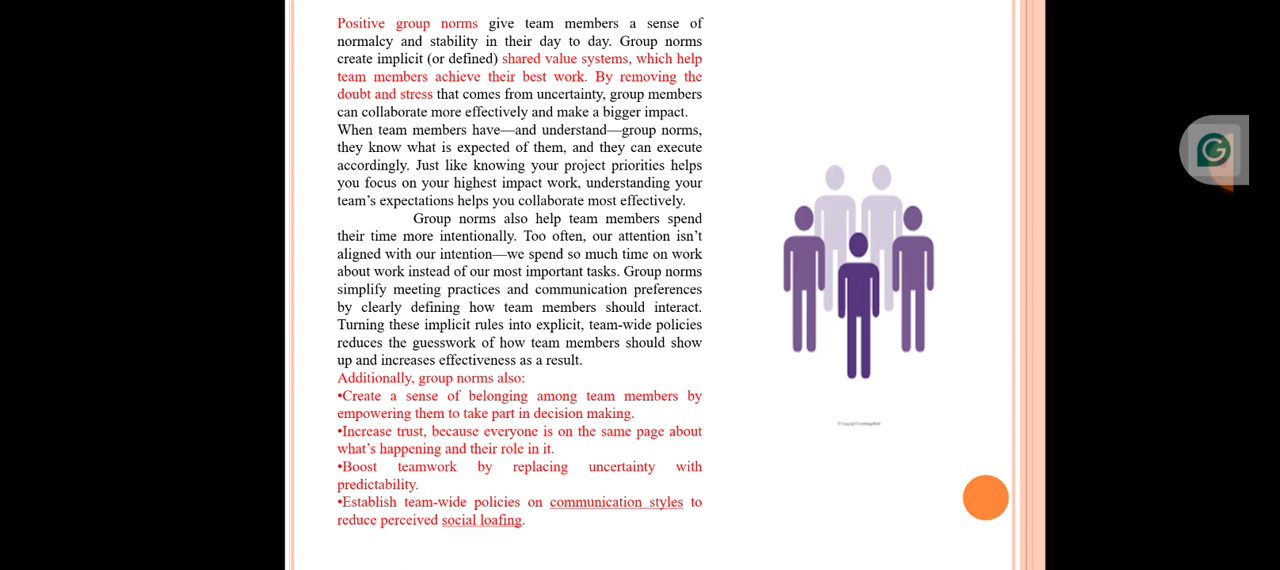 Positive group norms give team members a sense of
normalcy and stability in their day to day. Group norms
create implicit (or defined) shared value systems, which help
team members achieve their best work. By removing the
doubt and stress that comes from uncertainty, group members
can collaborate more effectively and make a bigger impact.
When team members have—and understand—group norms,
they know what is expected of them, and they can execute
accordingly. Just like knowing your project priorities helps
you focus on your highest impact work, understanding your
team's expectations helps you collaborate most effectively.
Group norms also help team members spend
their time more intentionally. Too often, our attention isn't
aligned with our intention—we spend so much time on work
about work instead of our most important tasks. Group norms
simplify meeting practices and communication preferences
by clearly defining how team members should interact.
Turning these implicit rules into explicit, team-wide policies
reduces the guesswork of how team members should show
up and increases effectiveness as a result.
Additionally, group norms also:
•Create a sense of belonging among team members by
empowering them to take part in decision making.
•Increase trust, because everyone is on the same page about
what's happening and their role in it.
•Boost teamwork by replacing uncertainty with
predictability.
•Establish team-wide policies on communication styles to
reduce perceived social loafing.